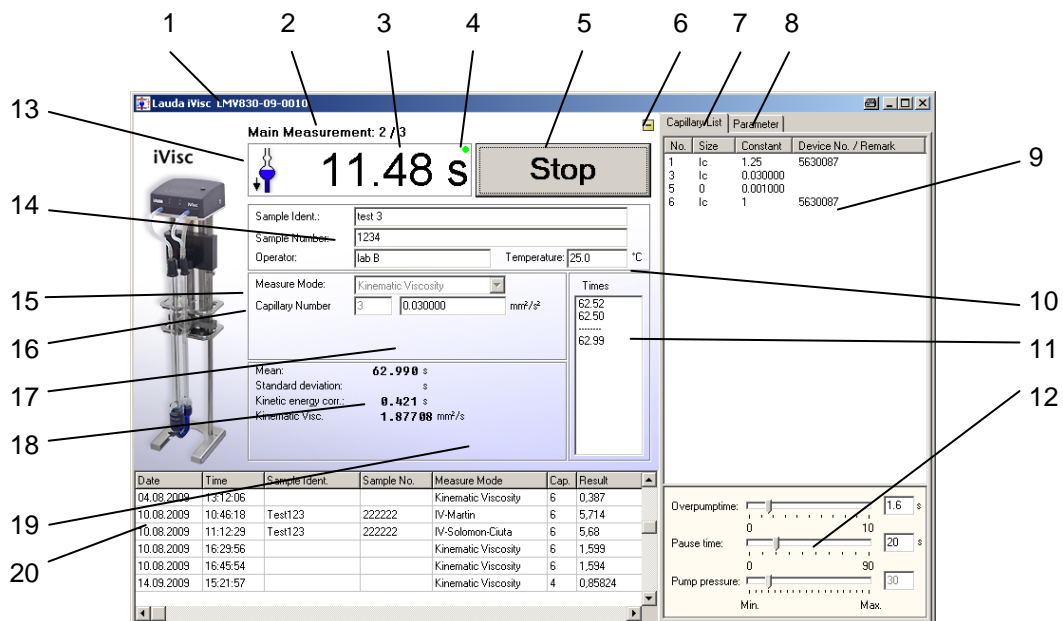 1 2 3 4 5 6 7 8
Lauda iVisc LMV830-09-0010
13
Main Measurement: 2 / 3
Capillary List Parameter
iVisc
11.48 s
Stop
No. Size Constant Device No. / Remark
1 Ic 1.25 5630087
3 Ic 0.030000
5 0 0.001000
6 Ic 1 5630087
9
14
Sample Ident.: test 3
Sample Number: 1234
Operator: lab B Temperature: 25.0 °C
15
Measure Mode: Kinematic Viscosity
Capillary Number 3 0.030000 mm²/s²
Times
62.52
62.50
--------
62.99
10
16
11
17
Mean: 62.990 s
Standard deviation: s
Kinetic energy corr.: 0.421 s
Kinematic Visc. 1.87708 mm²/s
12
18
Date Time Sample Ident. Sample No. Measure Mode Cap. Result
04.08.2009 13:12:06 Kinematic Viscosity 6 0,387
10.08.2009 10:46:18 Test123 222222 IV-Martin 6 5,714
10.08.2009 11:12:29 Test123 222222 IV-Solomon-Ciuta 6 5,68
10.08.2009 16:29:56 Kinematic Viscosity 6 1,599
10.08.2009 16:45:54 Kinematic Viscosity 6 1,594
14.09.2009 15:21:57 Kinematic Viscosity 4 0,85824
19
20
Overpumptime: 1.6 s
0 10
Pause time: 20 s
0 90
Pump pressure: 30
Min. Max.